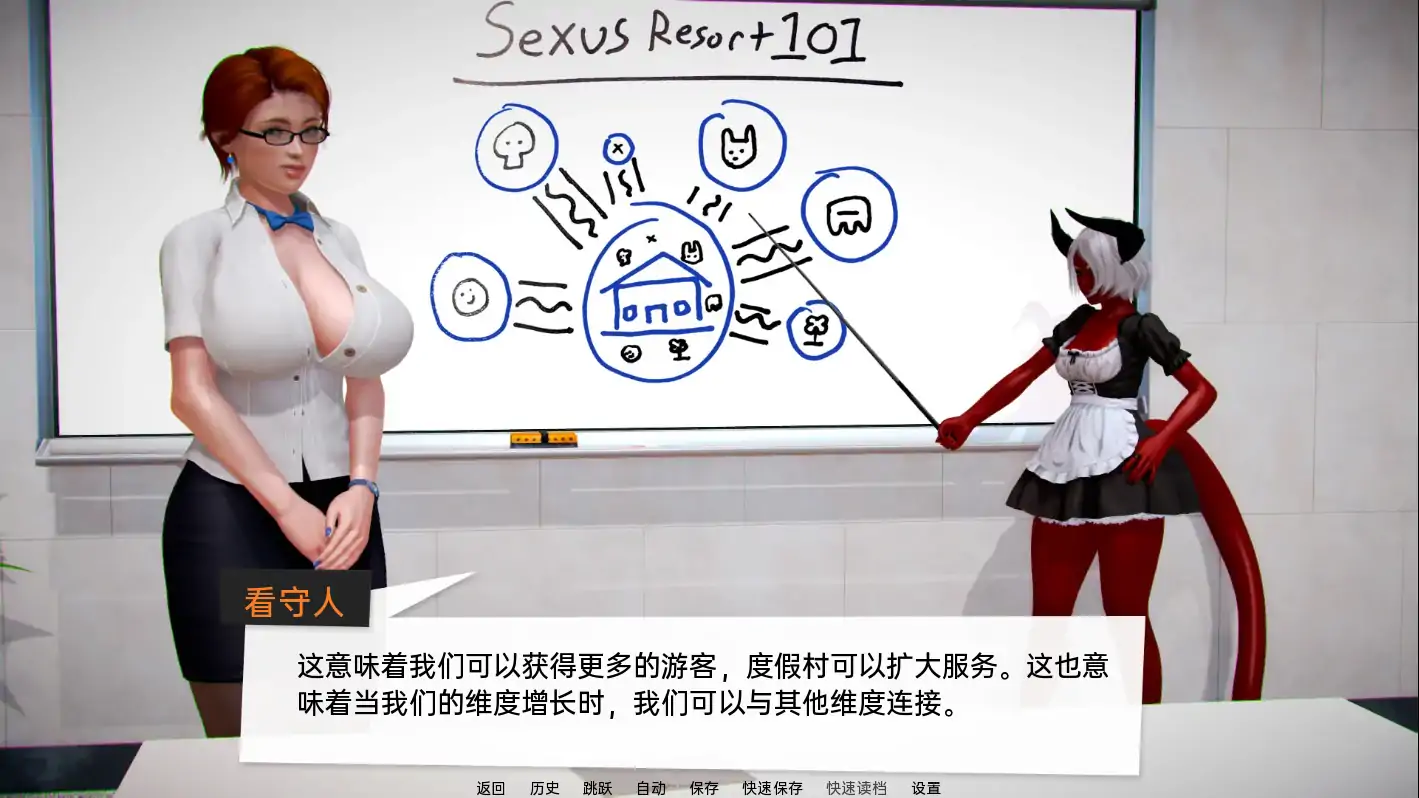 Sexus Resort 101
看守人
这意味着我们可以获得更多的游客，度假村可以扩大服务。这也意
味着当我们的维度增长时，我们可以与其他维度连接。
返回 历史 跳跃 自动 保存 快速保存 快速读档 设置